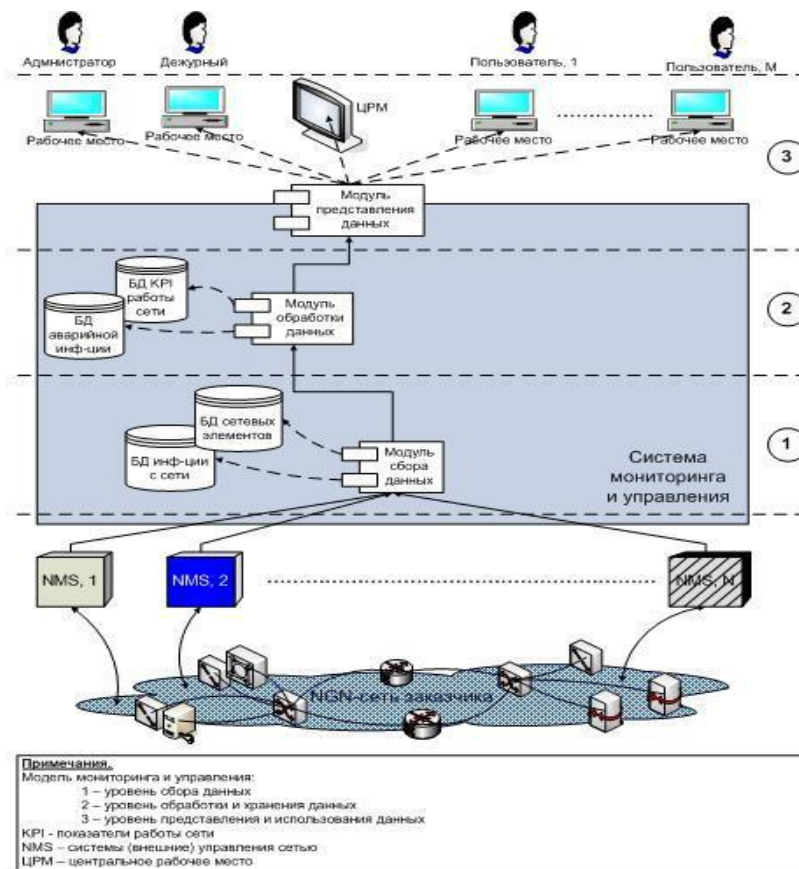 Администратор
Дежурный
Пользователь, 1
Пользователь, М
ЦРМ
Рабочее место
Рабочее место
Рабочее место
Рабочее место
3
Модуль
представления
данных
БД KPI
работы
сети
БД
аварийной
инф-ции
Модуль
обработки
данных
2
БД сетевых
элементов
БД инф-ции
с сети
Модуль
сбора
данных
1
Система
мониторинга
и управления
NMS, 1
NMS, 2
NMS, N
NGN-сеть заказчика
Примечания.
Модель мониторинга и управления:
1 – уровень сбора данных
2 – уровень обработки и хранения данных
3 – уровень представления и использования данных
KPI - показатели работы сети
NMS – системы (внешние) управления сетью
ЦРМ – центральное рабочее место